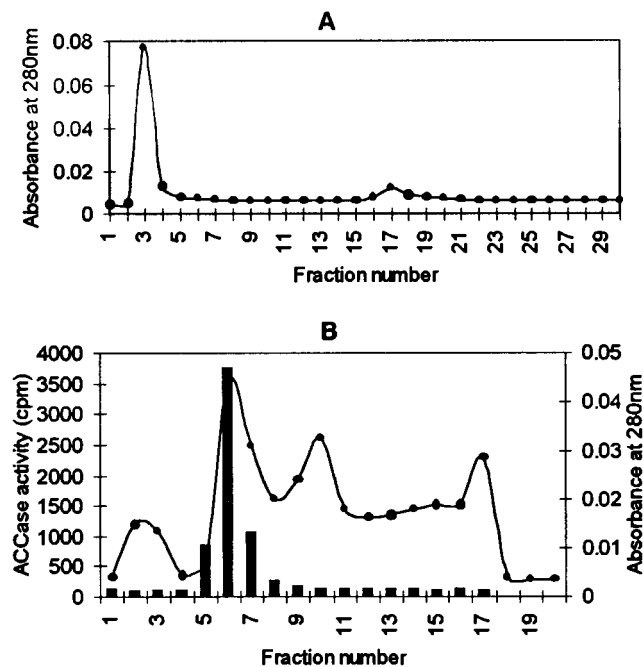 A
Absorbance at 280nm
0.08
0.06
0.04
0.02
0
1 3 5 7 9 11 13 15 17 19 21 23 25 27 29
Fraction number
B
ACCase activity (cpm)
4000
3500
3000
2500
2000
1500
1000
500
0
0.05
0.04
0.03
0.02
0.01
0
Absorbance at 280nm
1 3 5 7 9 11 13 15 17 19
Fraction number